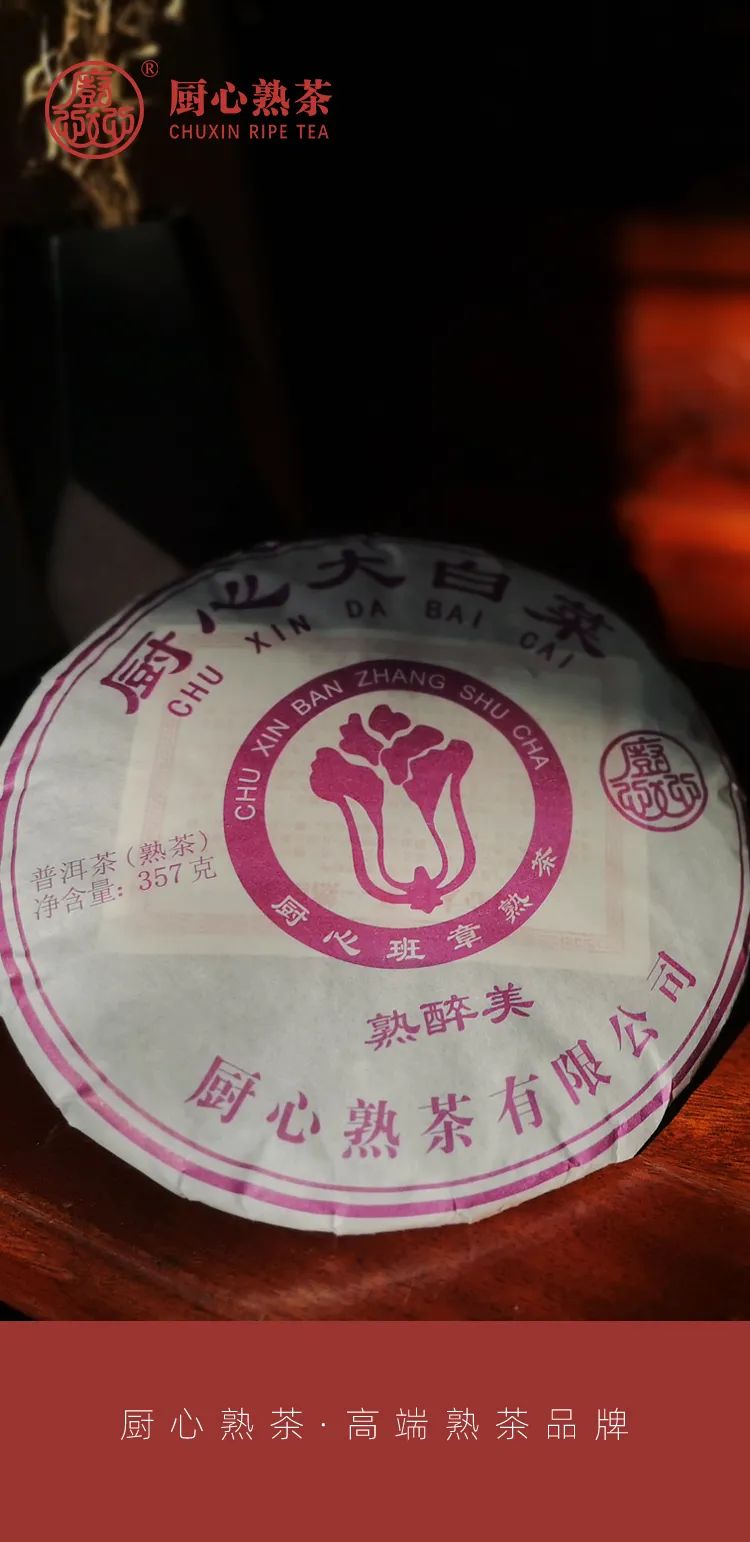 ®
厨心熟茶
CHUXIN RIPE TEA
厨心大白菜
CHU XIN DA BAI CAI
CHU XIN BAN ZHANG SHU CHA
廚心
普洱茶(熟茶)
净含量: 357克
厨心班章熟茶
熟醉美
厨心熟茶有限公司
厨心熟茶·高端熟茶品牌